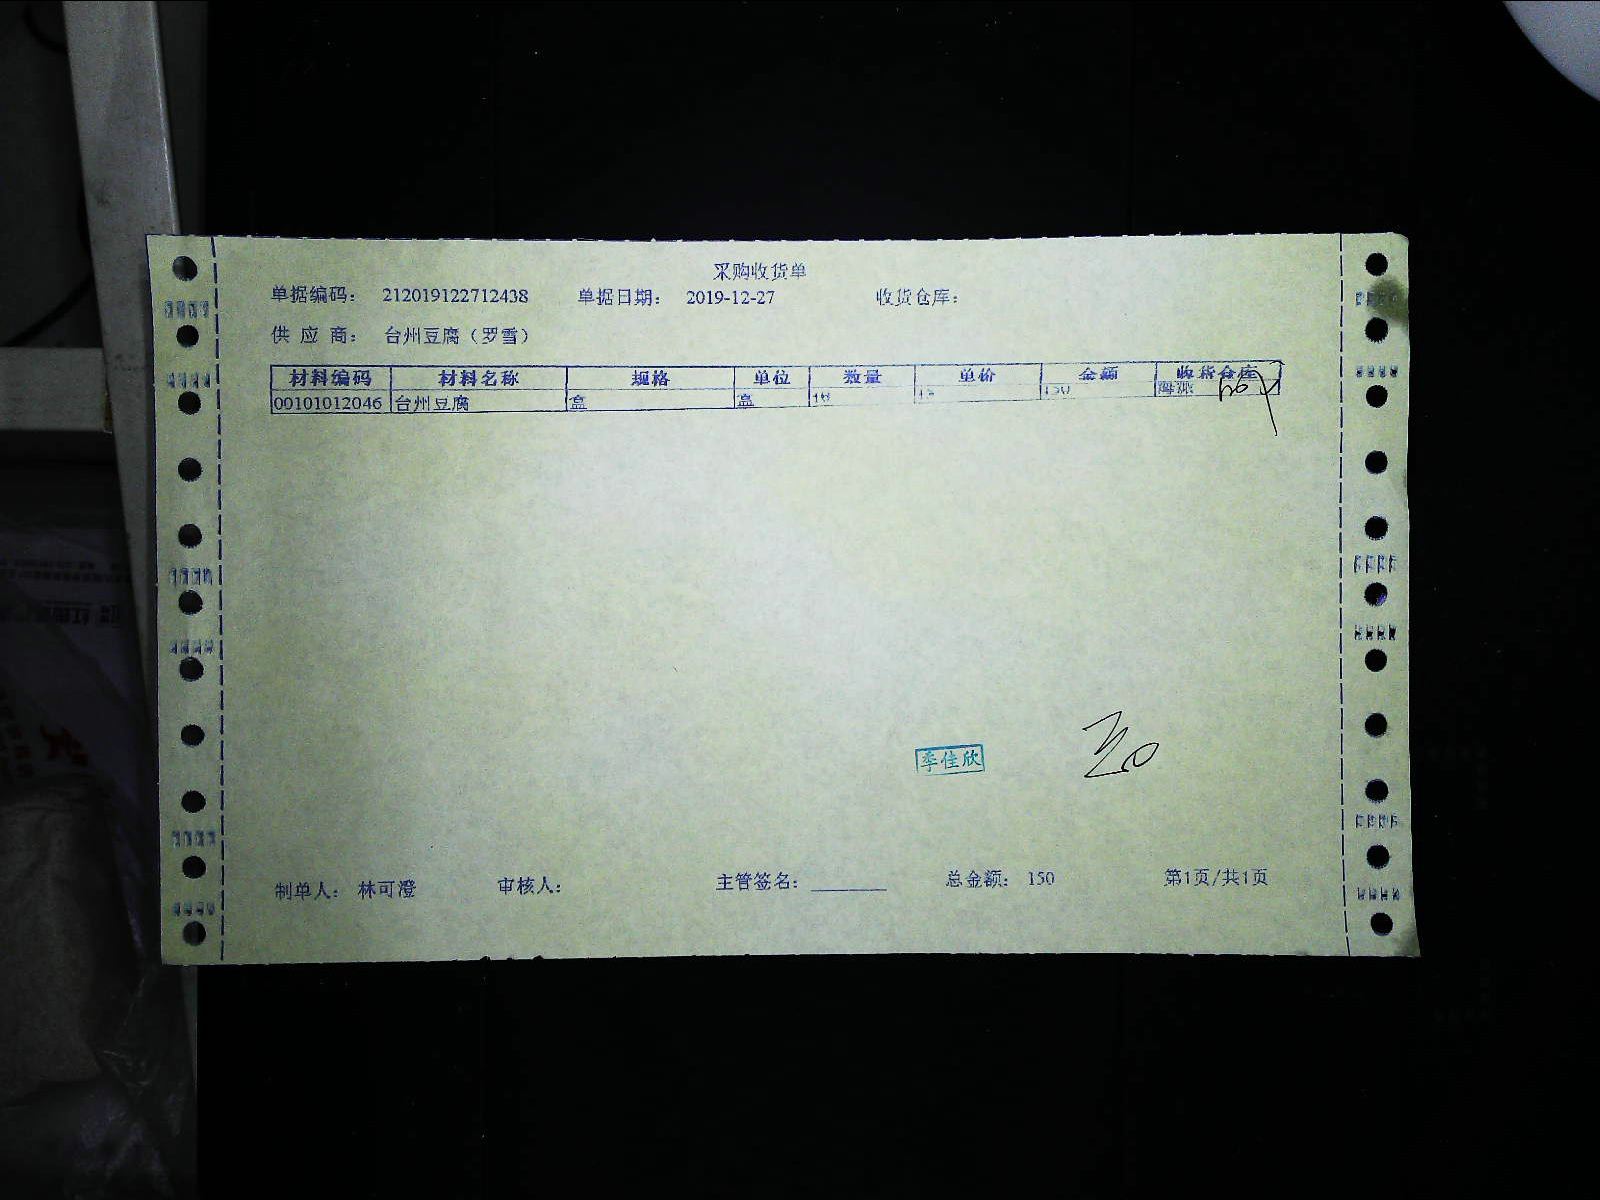 采购收货单
单据编码： 212019122712438 单据日期： 2019-12-27 收货仓库：
供 应 商： 台州豆腐（罗雪）
材料编码 材料名称 规格 单位 数量 单价 金额 收货仓库
00101012046 台州豆腐 盒 盒 10 15 150
季佳欣
制单人： 林可澄 审核人： 主管签名： 总金额： 150 第1页/共1页